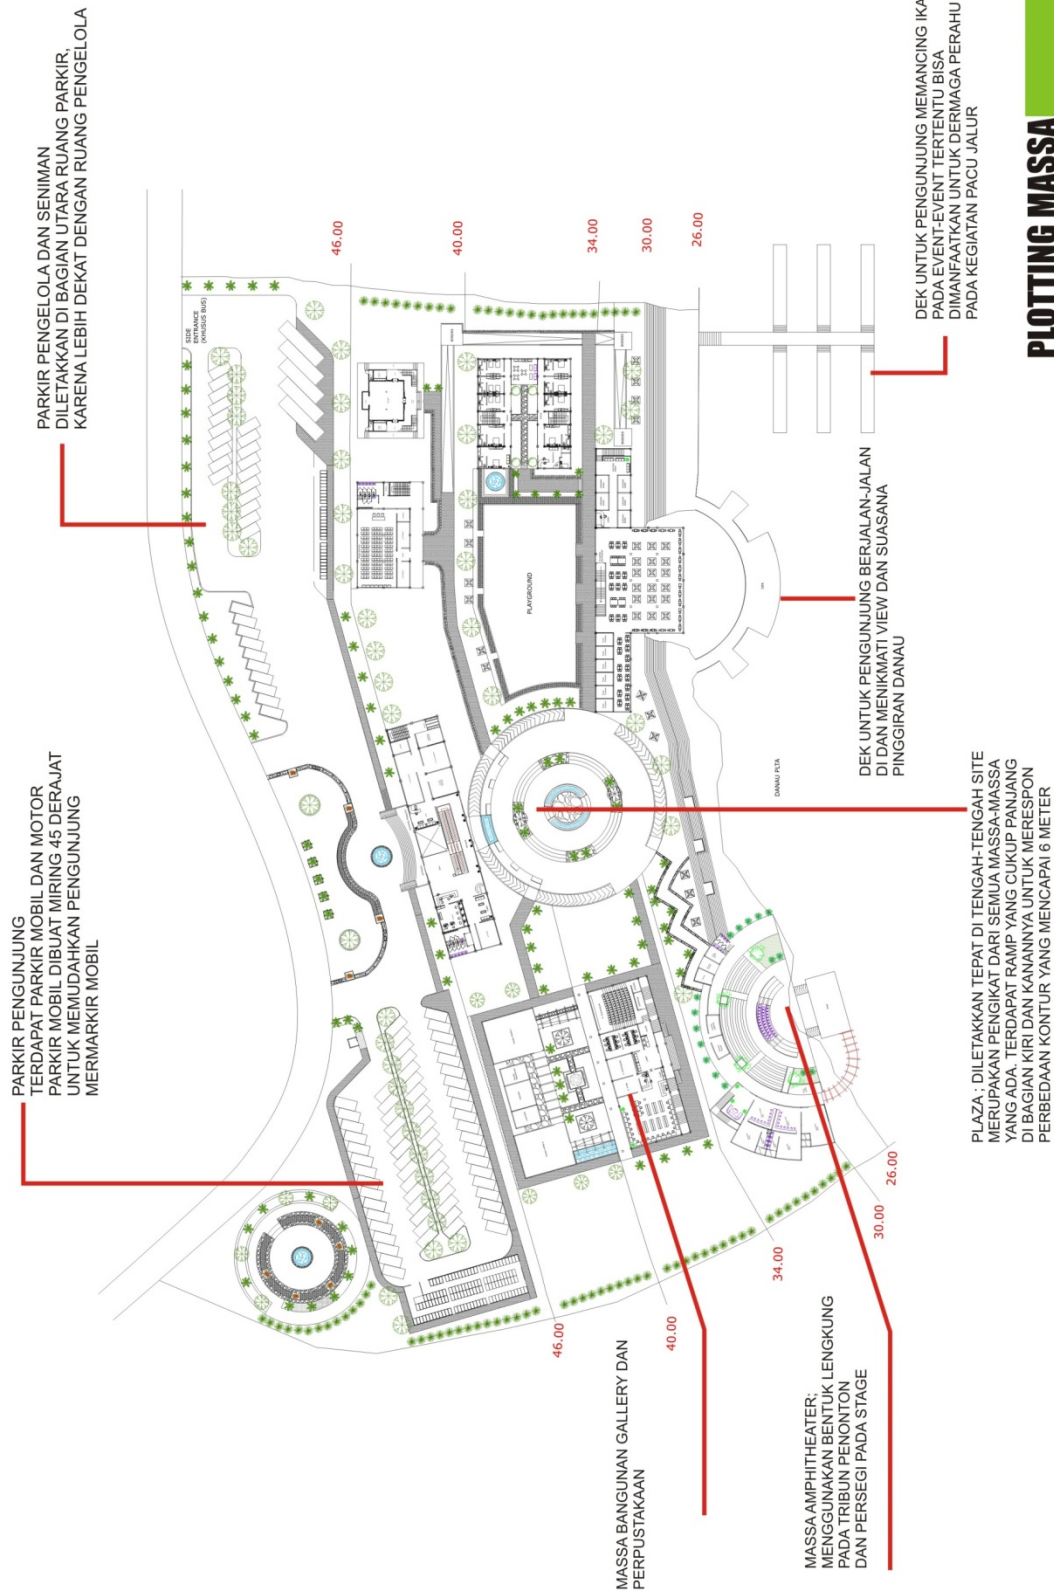 PARKIR PENGUNJUNG
TERDAPAT PARKIR MOBIL DAN MOTOR
PARKIR MOBIL DIBUAT MIRING 45 DERAJAT
UNTUK MEMUDAHKAN PENGUNJUNG
MERMARKIR MOBIL
PARKIR PENGELOLA DAN SENIMAN
DILETAKKAN DI BAGIAN UTARA RUANG PARKIR,
KARENA LEBIH DEKAT DENGAN RUANG PENGELOLA
SIDE
ENTRANCE
(KHUSUS BUS)
46.00
40.00
34.00
30.00
26.00
PLAYGROUND
DANAU PLTA
46.00
40.00
34.00
30.00
26.00
MASSA BANGUNAN GALLERY DAN
PERPUSTAKAAN
MASSA AMPHITHEATER;
MENGGUNAKAN BENTUK LENGKUNG
PADA TRIBUN PENONTON
DAN PERSEGI PADA STAGE
PLAZA ; DILETAKKAN TEPAT DI TENGAH-TENGAH SITE
MERUPAKAN PENGIKAT DARI SEMUA MASSA-MASSA
YANG ADA. TERDAPAT RAMP YANG CUKUP PANJANG
DI BAGIAN KIRI DAN KANANNYA UNTUK MERESPON
PERBEDAAN KONTUR YANG MENCAPAI 6 METER
DEK UNTUK PENGUNJUNG BERJALAN-JALAN
DI DAN MENIKMATI VIEW DAN SUASANA
PINGGIRAN DANAU
DEK UNTUK PENGUNJUNG MEMANCING IKA
PADA EVENT-EVENT TERTENTU BISA
DIMANFAATKAN UNTUK DERMAGA PERAHU
PADA KEGIATAN PACU JALUR
PLOTTING MASSA